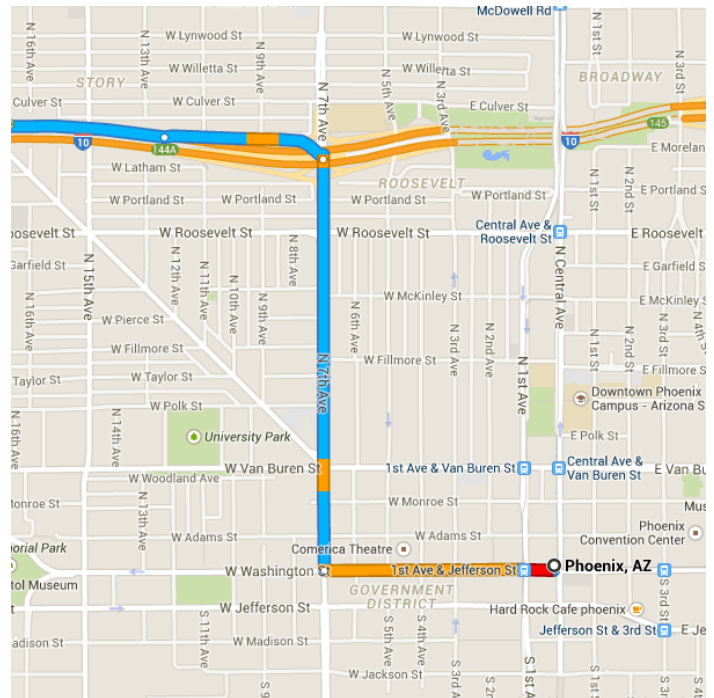 McDowell Rd
N 16th Ave
N 13th Ave
W Lynwood St
W Lynwood St
N 9th Ave
N 7th Ave
W Willetta St
W Willetta St
N 1st St
N 5th Ave
N 3rd Ave
N 3rd St
STORY
BROADWAY
Culver St
W Culver St
W Culver St
E Culver St
145
10
144A
10
W Latham St
E Moreland
ROOSEVELT
W Portland St
W Portland St
E Portland St
Central Ave &
Roosevelt St
oosevelt St
W Roosevelt St
W Roosevelt St
E Roosevelt
N 1st St
N 2nd St
N 8th Ave
N Central Ave
Garfield St
N 15th Ave
N 12th Ave
N 11th Ave
N 10th Ave
N 9th Ave
E Garfield St
N 16th Ave
W McKinley St
E McKinley St
W Pierce St
N 6th Ave
N 3rd Ave
N 2nd Ave
N 1st St
N 2nd St
N 4th
W Fillmore St
W Fillmore St
E Fillmore St
Taylor St
W Taylor St
N 7th Ave
N 1st Ave
Downtown Phoenix
Campus - Arizona S
W Polk St
N 14th Ave
University Park
E Polk St
W Van Buren St
1st Ave & Van Buren St
Central Ave &
Van Buren St
E Van Bu
W Woodland Ave
Monroe St
N 13th Ave
W Monroe St
Mus
W Adams St
W Adams St
Phoenix
Convention Center
Comerica Theatre
orial Park
W Washington St
1st Ave & Jefferson St
Phoenix, AZ
tol Museum
GOVERNMENT
DISTRICT
W Jefferson St
Hard Rock Cafe phoenix
S 3rd St
S 11th Ave
S 9th Ave
S 5th Ave
S 4th Ave
adison St
W Madison St
Jefferson St & 3rd St
E Je
W Jackson St
S 3rd
S 1st A